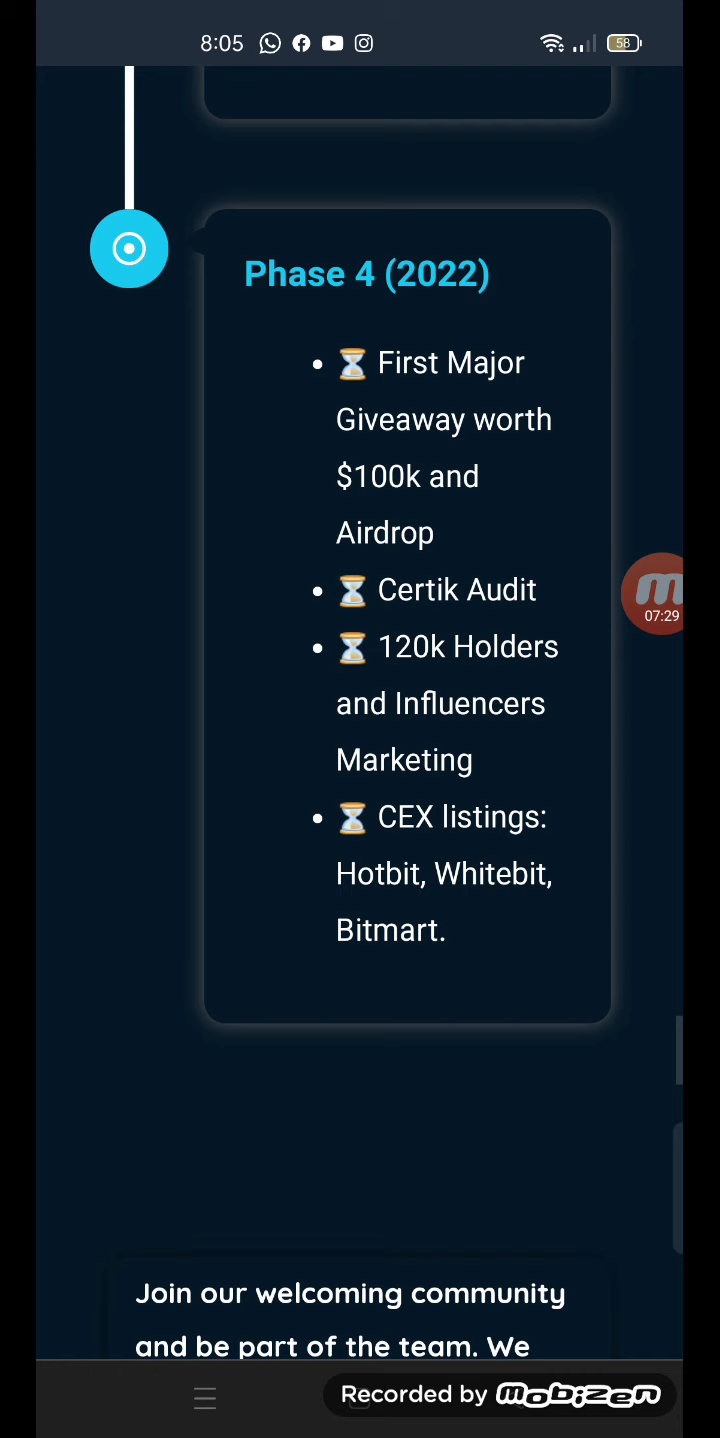 8:05
58
Phase 4 (2022)
• ⏳ First Major
Giveaway worth
$100k and
Airdrop
• ⏳ Certik Audit
• ⏳ 120k Holders
and Influencers
Marketing
• ⏳ CEX listings:
Hotbit, Whitebit,
Bitmart.
07:29
Join our welcoming community
and be part of the team. We
Recorded by mobizen